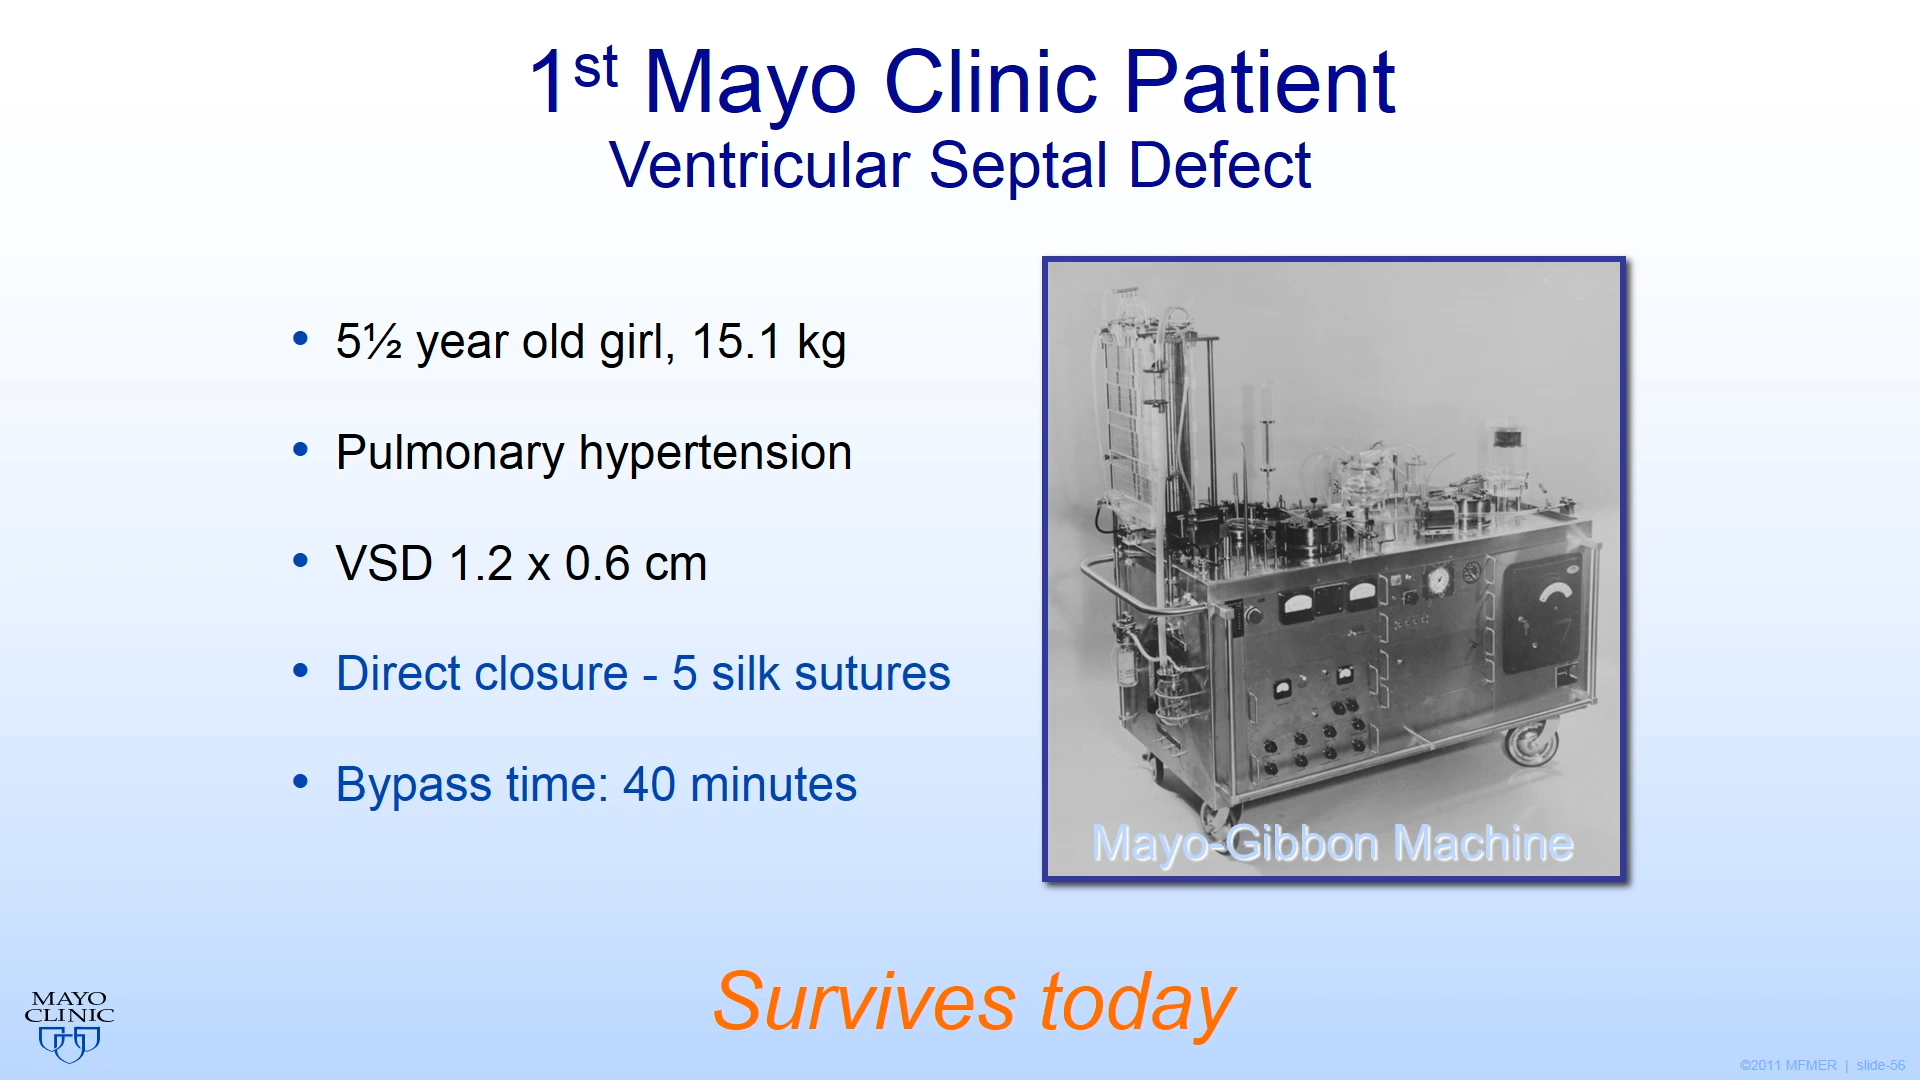 1st Mayo Clinic Patient
Ventricular Septal Defect
• 5½ year old girl, 15.1 kg
• Pulmonary hypertension
• VSD 1.2 x 0.6 cm
• Direct closure - 5 silk sutures
• Bypass time: 40 minutes
Mayo-Gibbon Machine
Survives today
MAYO
CLINIC
©2011 MFMER | slide-56